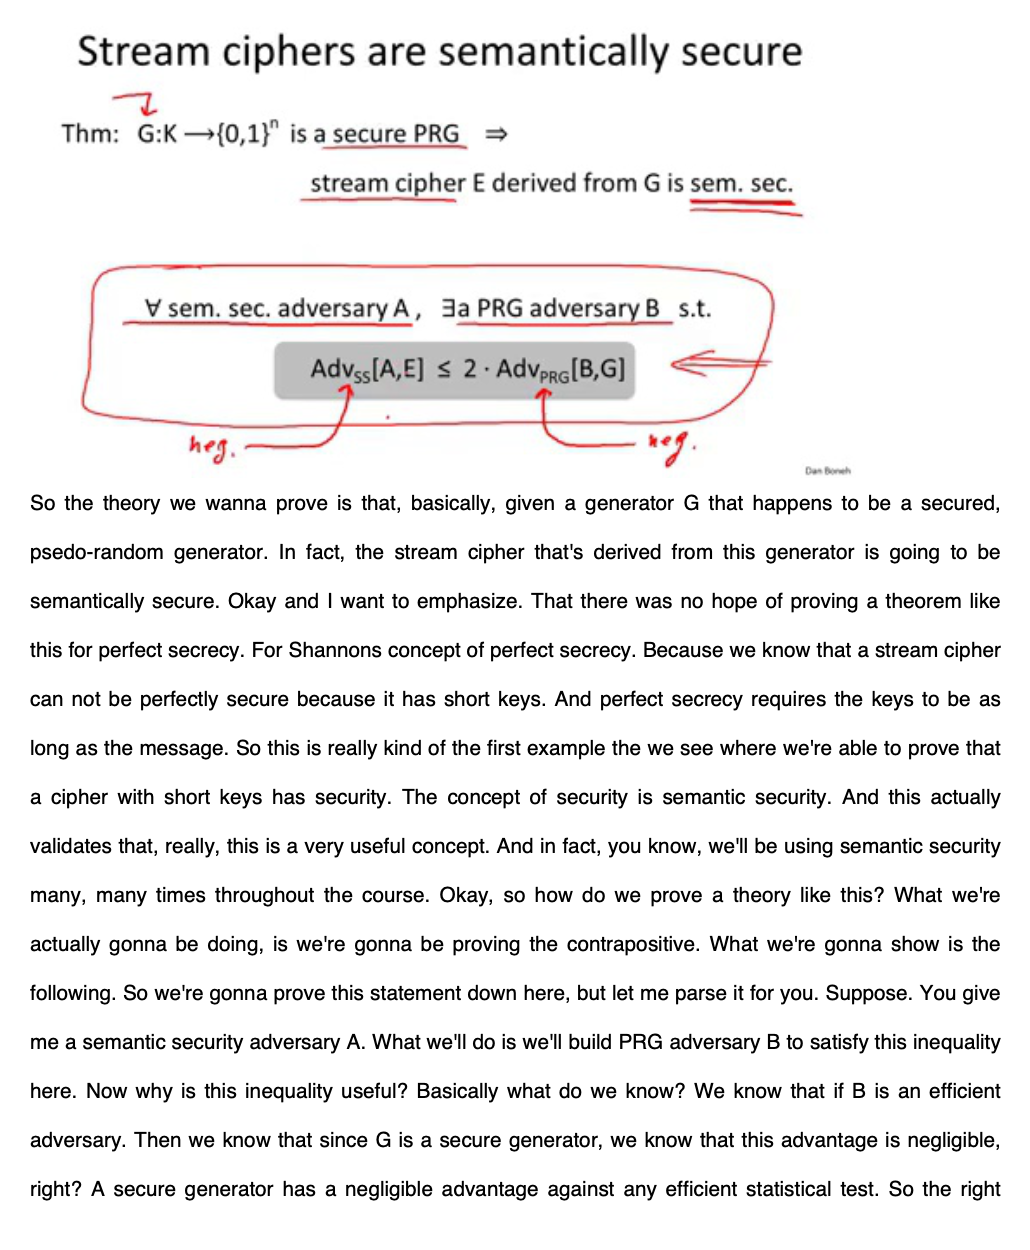 Stream ciphers are semantically secure
Thm: G:K ⟶{0,1}ⁿ is a secure PRG ⇒
stream cipher E derived from G is sem. sec.
∀ sem. sec. adversary A , ∃a PRG adversary B s.t.
Adv_SS[A,E] ≤ 2 · Adv_PRG[B,G]
neg. neg.
Dan Boneh
So the theory we wanna prove is that, basically, given a generator G that happens to be a secured,
psedo-random generator. In fact, the stream cipher that's derived from this generator is going to be
semantically secure. Okay and I want to emphasize. That there was no hope of proving a theorem like
this for perfect secrecy. For Shannons concept of perfect secrecy. Because we know that a stream cipher
can not be perfectly secure because it has short keys. And perfect secrecy requires the keys to be as
long as the message. So this is really kind of the first example the we see where we're able to prove that
a cipher with short keys has security. The concept of security is semantic security. And this actually
validates that, really, this is a very useful concept. And in fact, you know, we'll be using semantic security
many, many times throughout the course. Okay, so how do we prove a theory like this? What we're
actually gonna be doing, is we're gonna be proving the contrapositive. What we're gonna show is the
following. So we're gonna prove this statement down here, but let me parse it for you. Suppose. You give
me a semantic security adversary A. What we'll do is we'll build PRG adversary B to satisfy this inequality
here. Now why is this inequality useful? Basically what do we know? We know that if B is an efficient
adversary. Then we know that since G is a secure generator, we know that this advantage is negligible,
right? A secure generator has a negligible advantage against any efficient statistical test. So the right